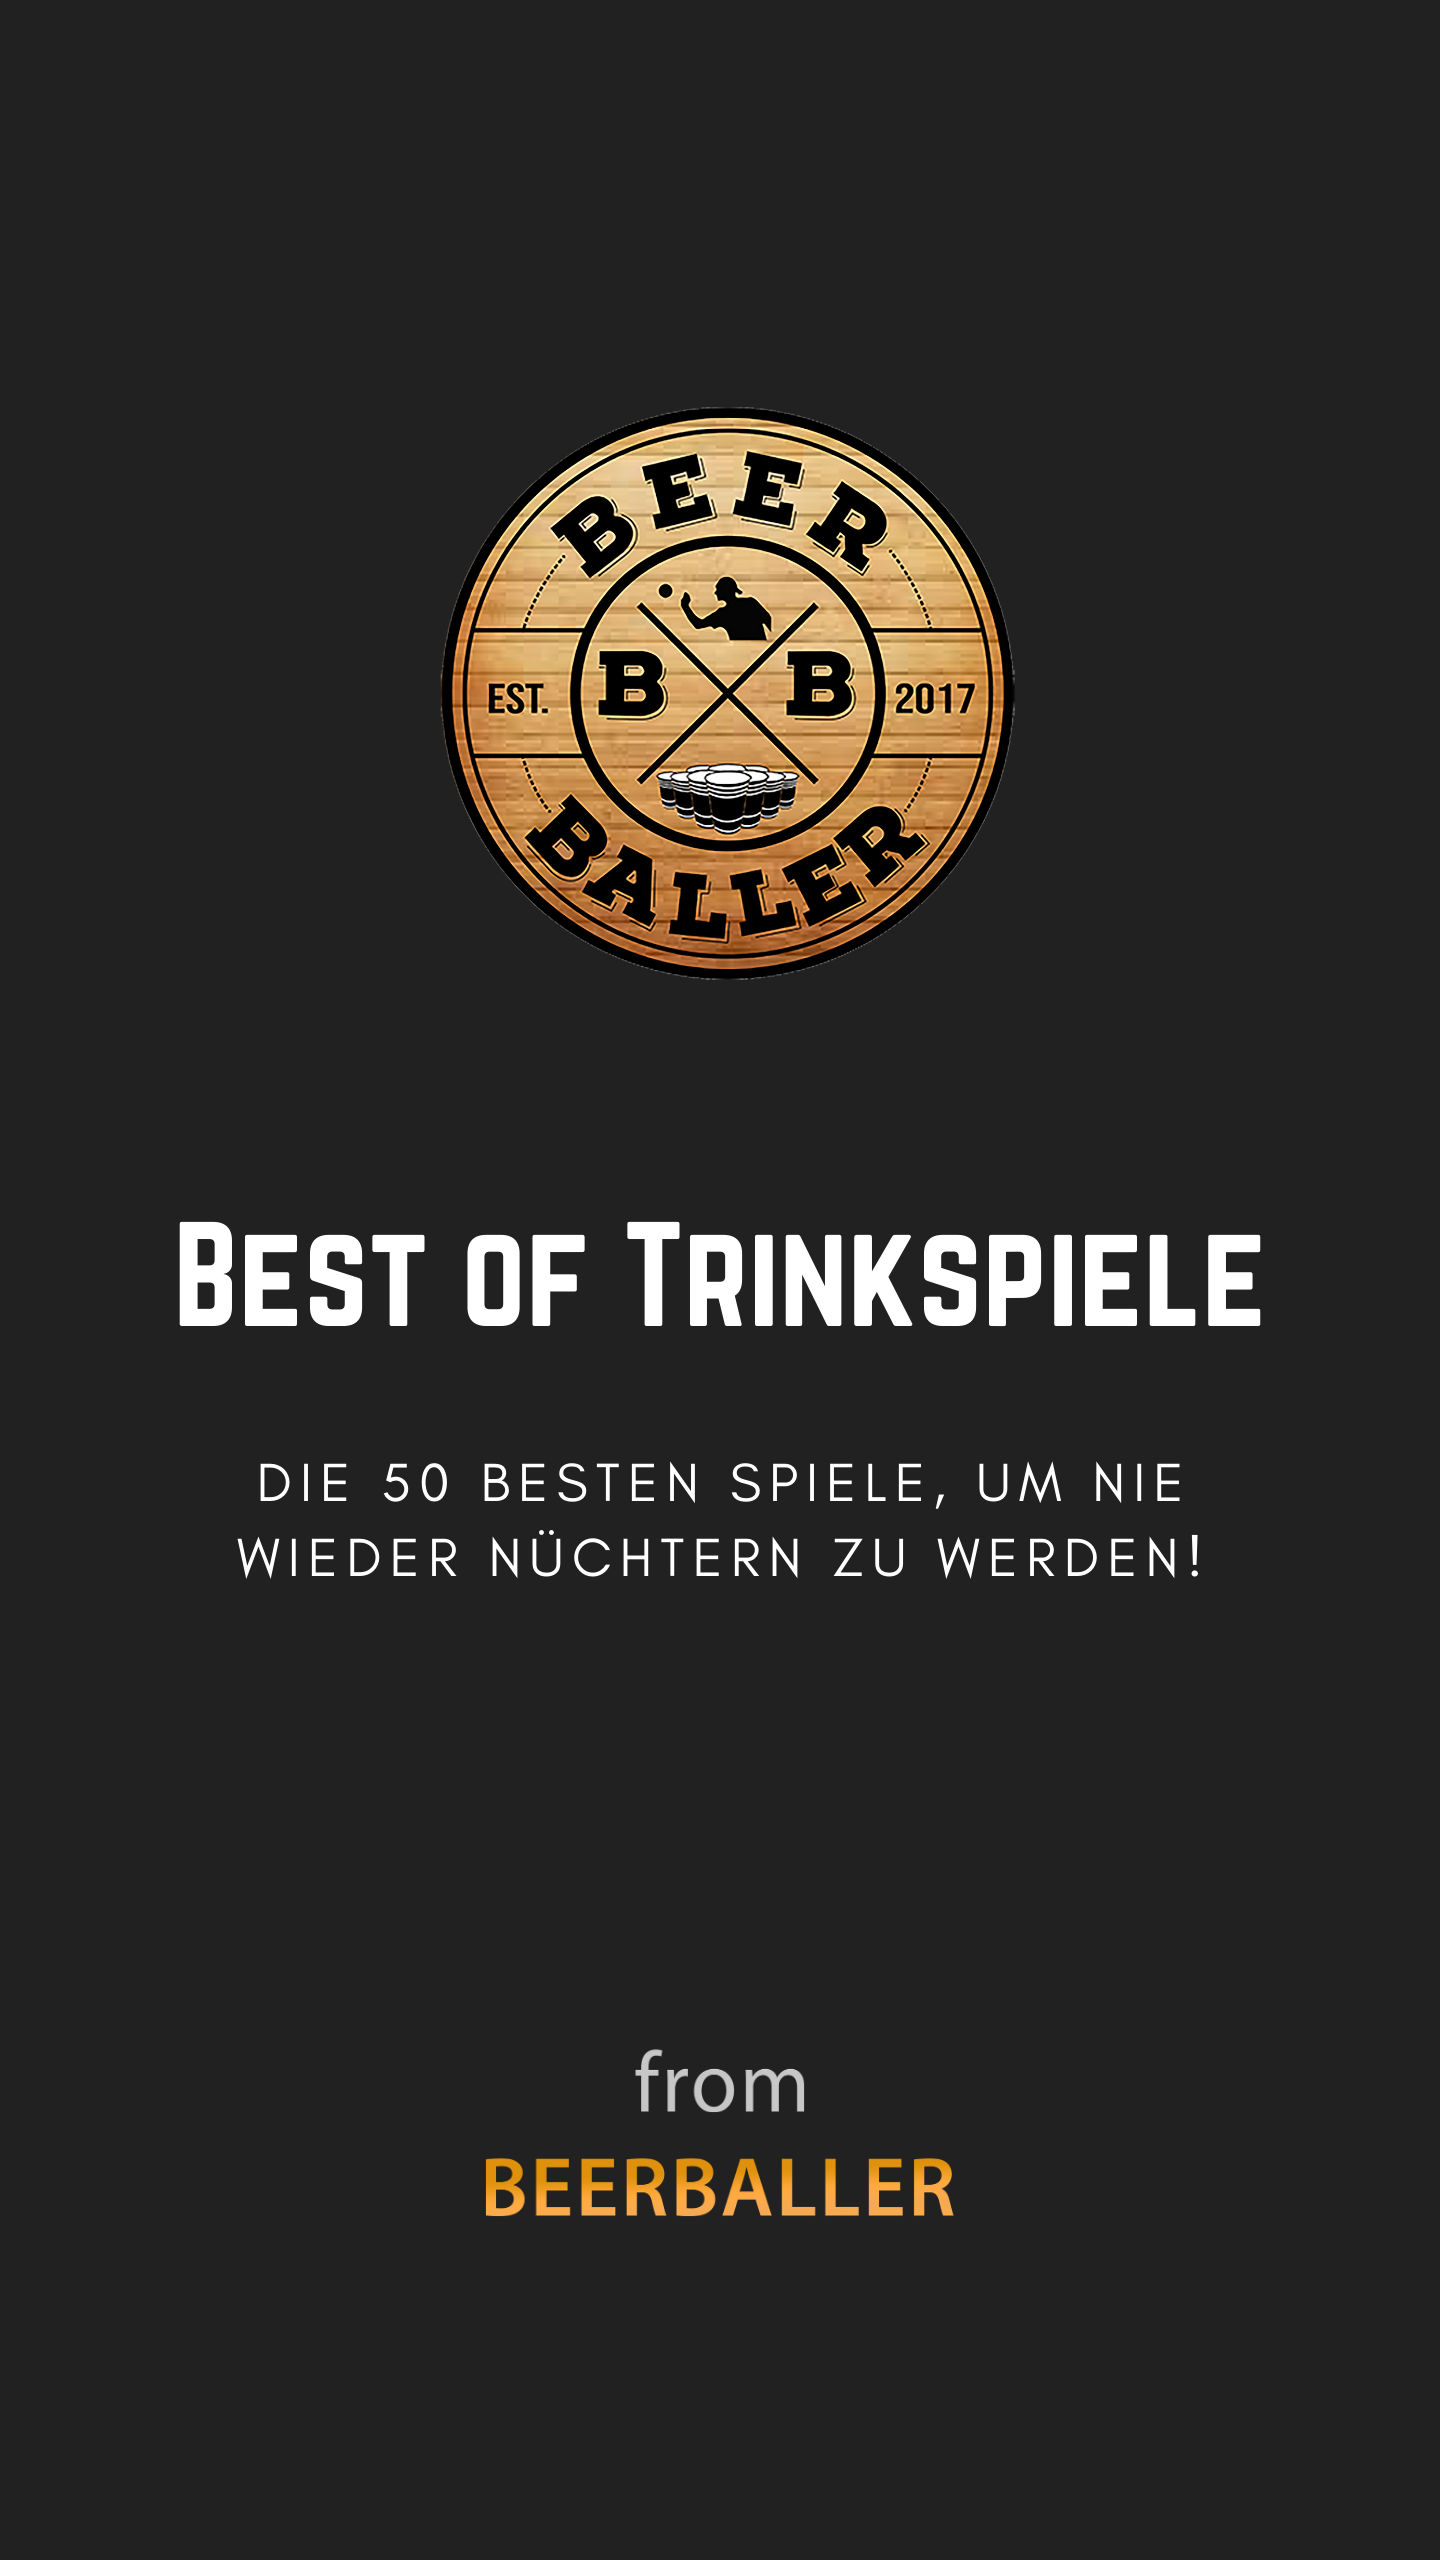 BEER
EST. B B 2017
BALLER
BEST OF TRINKSPIELE
DIE 50 BESTEN SPIELE, UM NIE
WIEDER NÜCHTERN ZU WERDEN!
from
BEERBALLER